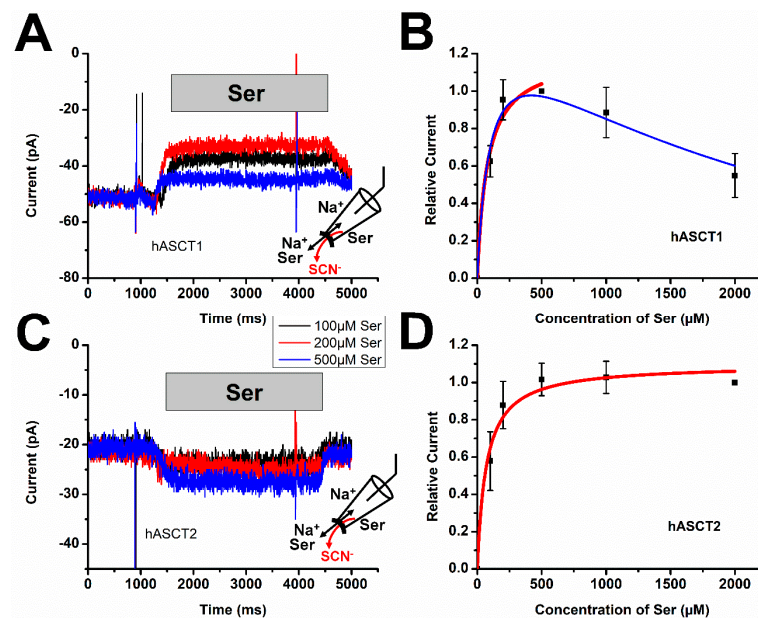 A
0
-20
-40
-60
-80
Current (pA)
Ser
hASCT1
Na+
Na+
Ser
Ser
SCN-
0 1000 2000 3000 4000 5000
Time (ms)
B
1.2
1.0
0.8
0.6
0.4
0.2
0.0
Relative Current
hASCT1
0 500 1000 1500 2000
Concentration of Ser (µM)
C
100µM Ser
200µM Ser
500µM Ser
-10
-20
-30
-40
Current (pA)
Ser
hASCT2
Na+
Na+
Ser
Ser
SCN-
0 1000 2000 3000 4000 5000
Time (ms)
D
1.2
1.0
0.8
0.6
0.4
0.2
0.0
Relative Current
hASCT2
0 500 1000 1500 2000
Concentration of Ser (µM)